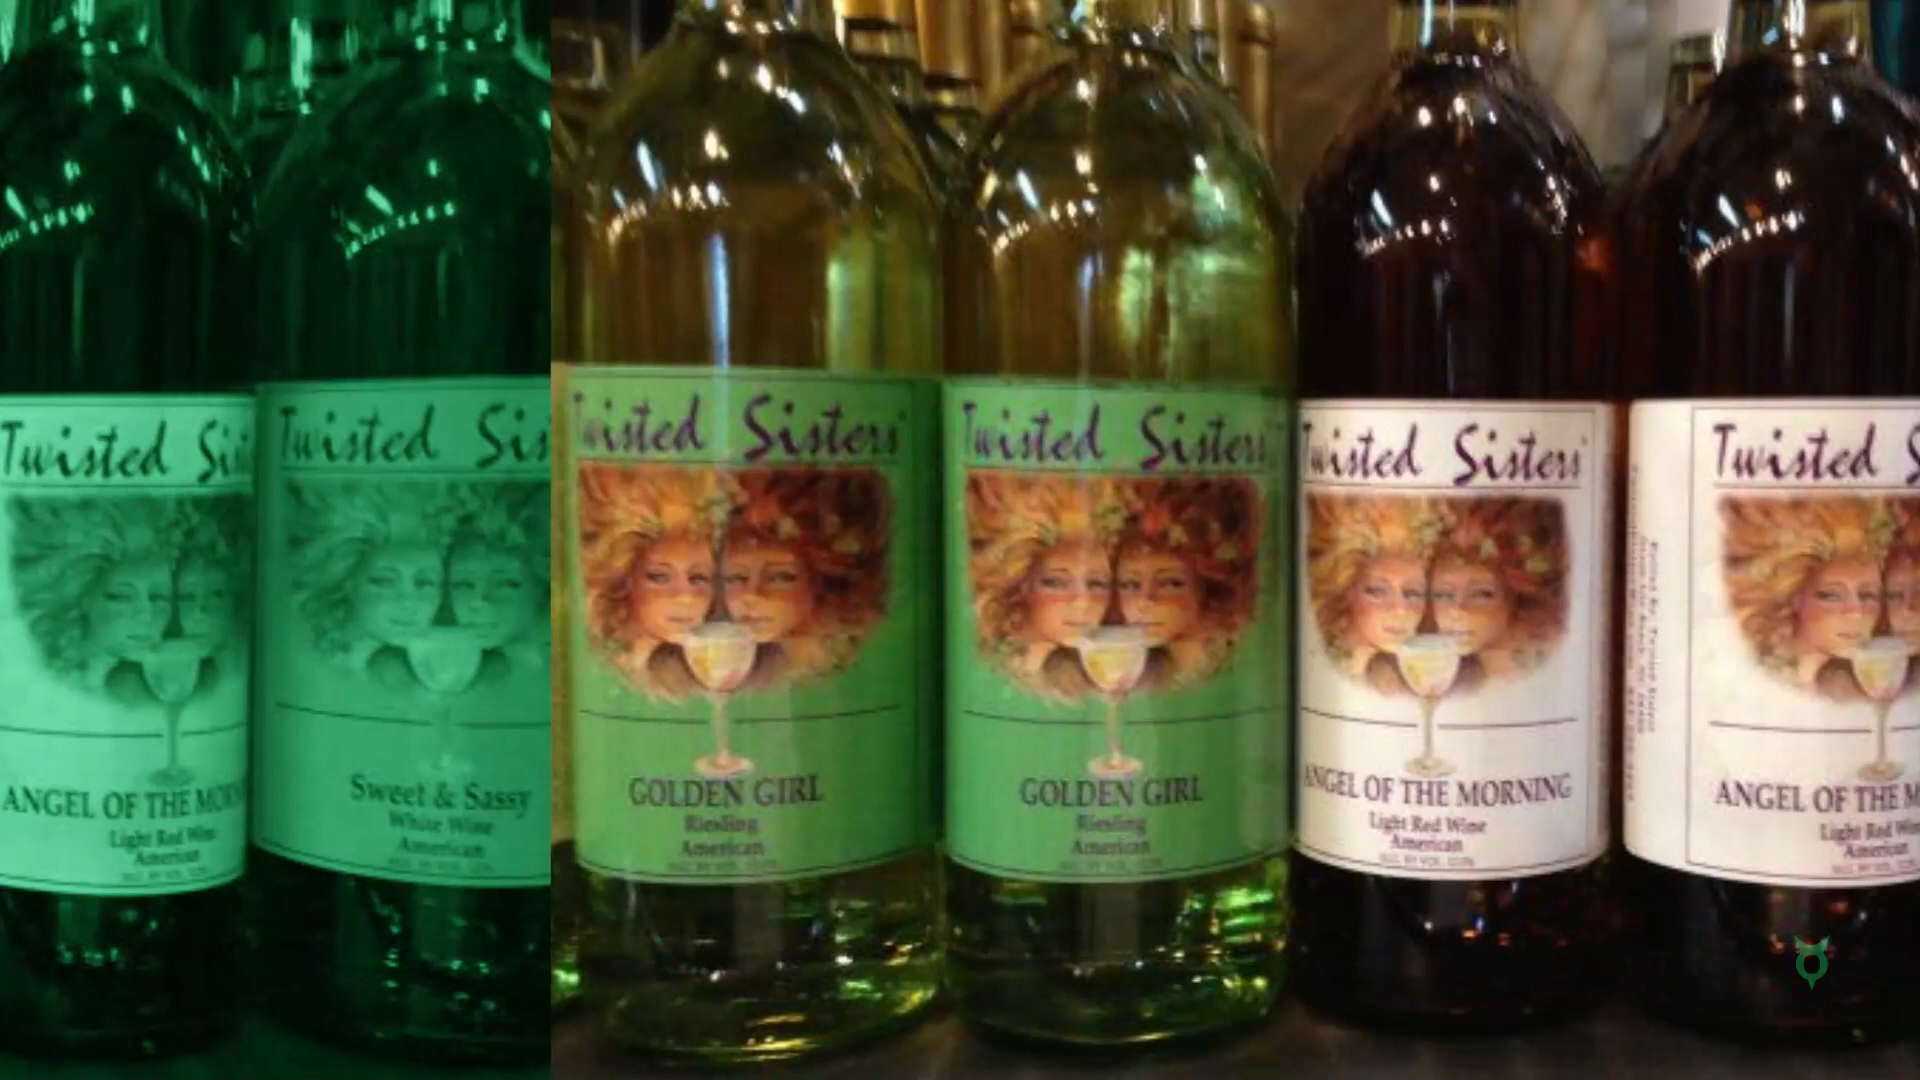 Twisted Sis
ANGEL OF THE MORN
Light Red Wine
American
Twisted Sis
Sweet & Sassy
White Wine
American
Twisted Sisters
GOLDEN GIRL
Riesling
American
Twisted Sisters
GOLDEN GIRL
Riesling
American
Twisted Sisters
ANGEL OF THE MORNING
Light Red Wine
American
Twisted S
ANGEL OF THE M
Light Red Wine
American